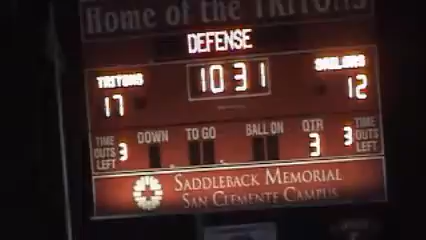 Home of the TRITONS
DEFENSE
TRITONS 10 31 SAILORS
17 12
TIME OUTS LEFT 3 DOWN TO GO BALL ON QTR 3 3 TIME OUTS LEFT
SADDLEBACK MEMORIAL
SAN CLEMENTE CAMPUS